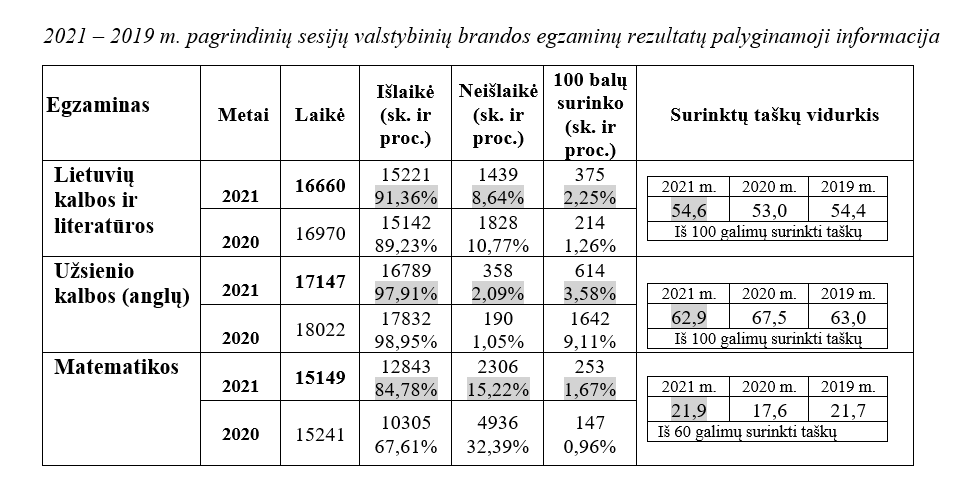 2021 – 2019 m. pagrindinių sesijų valstybinių brandos egzaminų rezultatų palyginamoji informacija
Egzaminas Metai Laikė Išlaikė (sk. ir proc.) Neišlaikė (sk. ir proc.) 100 balų surinko (sk. ir proc.) Surinktų taškų vidurkis
Lietuvių kalbos ir literatūros
2021 16660 15221 1439 375
91,36% 8,64% 2,25%
2020 16970 15142 1828 214
89,23% 10,77% 1,26%
2021 m. 2020 m. 2019 m.
54,6 53,0 54,4
Iš 100 galimų surinkti taškų
Užsienio kalbos (anglų)
2021 17147 16789 358 614
97,91% 2,09% 3,58%
2020 18022 17832 190 1642
98,95% 1,05% 9,11%
2021 m. 2020 m. 2019 m.
62,9 67,5 63,0
Iš 100 galimų surinkti taškų
Matematikos
2021 15149 12843 2306 253
84,78% 15,22% 1,67%
2020 15241 10305 4936 147
67,61% 32,39% 0,96%
2021 m. 2020 m. 2019 m.
21,9 17,6 21,7
Iš 60 galimų surinkti taškų